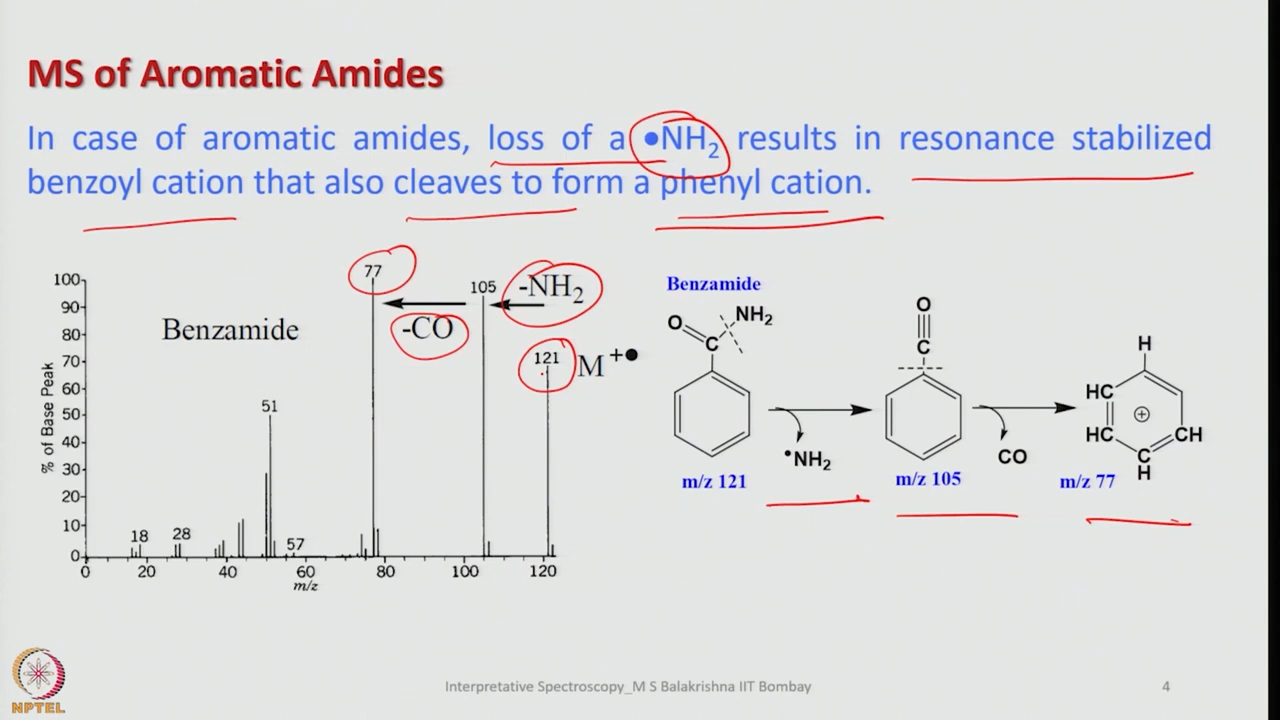 MS of Aromatic Amides
In case of aromatic amides, loss of a •NH₂ results in resonance stabilized
benzoyl cation that also cleaves to form a phenyl cation.
100
90
80
70
60
50
40
30
20
10
0
% of Base Peak
Benzamide
77
105
-NH₂
-CO
121
M⁺•
51
18
28
57
0
20
40
60
80
100
120
m/z
Benzamide
O
NH₂
C
m/z 121
•NH₂
O
C
m/z 105
CO
H
HC
HC
CH
C
H
⊕
m/z 77
NPTEL
Interpretative Spectroscopy_M S Balakrishna IIT Bombay
4